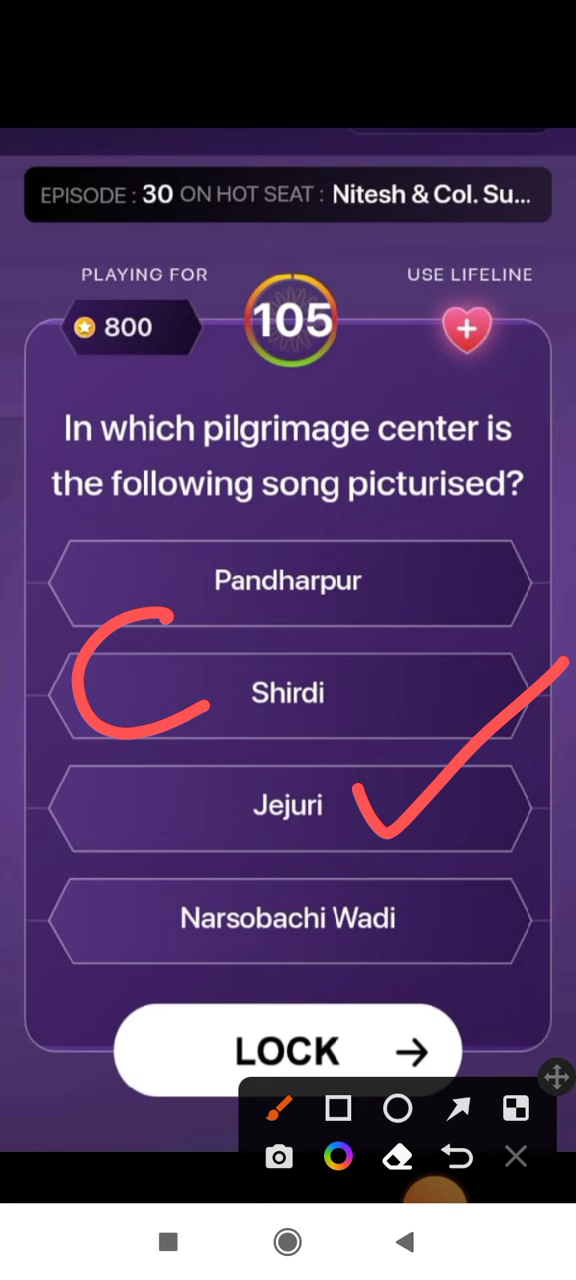 EPISODE : 30 ON HOT SEAT : Nitesh & Col. Su...
PLAYING FOR
USE LIFELINE
800
105
In which pilgrimage center is
the following song picturised?
Pandharpur
Shirdi
Jejuri
Narsobachi Wadi
LOCK